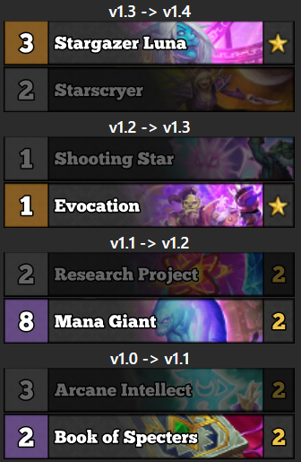 v1.3 -> v1.4
3 Stargazer Luna
2 Starscryer
v1.2 -> v1.3
1 Shooting Star
1 Evocation
v1.1 -> v1.2
2 Research Project 2
8 Mana Giant 2
v1.0 -> v1.1
3 Arcane Intellect 2
2 Book of Specters 2